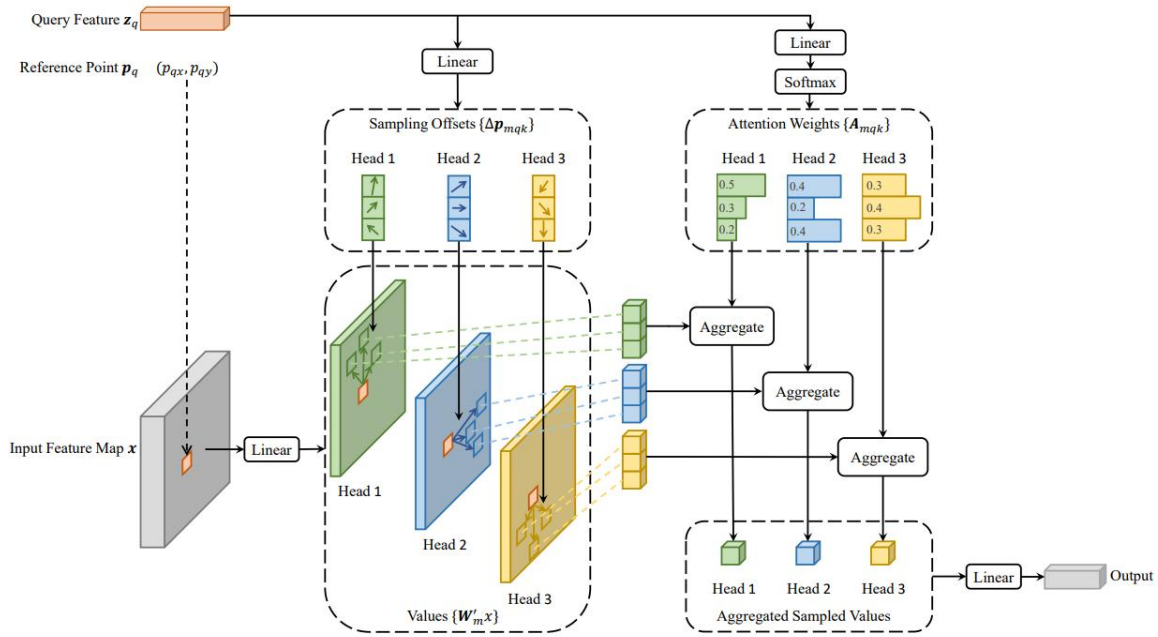 Query Feature z_q
Reference Point p_q (p_qx, p_qy)
Linear
Linear
Softmax
Sampling Offsets {Δp_mqk}
Head 1 Head 2 Head 3
Attention Weights {A_mqk}
Head 1 Head 2 Head 3
0.5 0.4 0.3
0.3 0.2 0.4
0.2 0.4 0.3
Aggregate
Aggregate
Aggregate
Input Feature Map x
Linear
Head 1
Head 2
Head 3
Values {W'_m x}
Head 1 Head 2 Head 3
Aggregated Sampled Values
Linear
Output